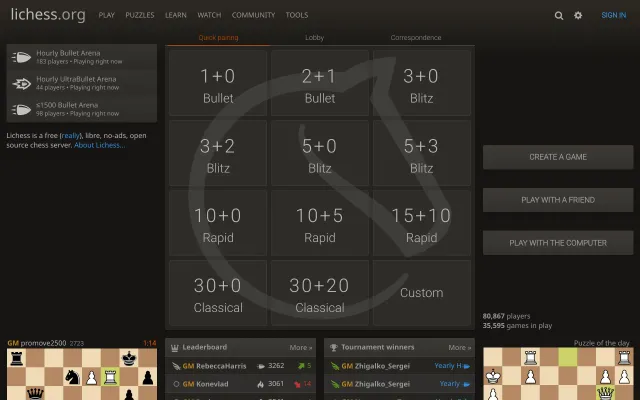 lichess.org PLAY PUZZLES LEARN WATCH COMMUNITY TOOLS SIGN IN
Quick pairing Lobby Correspondence
Hourly Bullet Arena
183 players • Playing right now
Hourly UltraBullet Arena
44 players • Playing right now
≤1500 Bullet Arena
98 players • Playing right now
Lichess is a free (really), libre, no-ads, open
source chess server. About Lichess...
1+0
Bullet
2+1
Bullet
3+0
Blitz
3+2
Blitz
5+0
Blitz
5+3
Blitz
10+0
Rapid
10+5
Rapid
15+10
Rapid
30+0
Classical
30+20
Classical
Custom
CREATE A GAME
PLAY WITH A FRIEND
PLAY WITH THE COMPUTER
80,867 players
35,595 games in play
GM promove2500 2723 1:14
Leaderboard More »
GM RebeccaHarris 3262 5
GM Konevlad 3061 14
Tournament winners More »
GM Zhigalko_Sergei Yearly H
GM Zhigalko_Sergei Yearly
Puzzle of the day